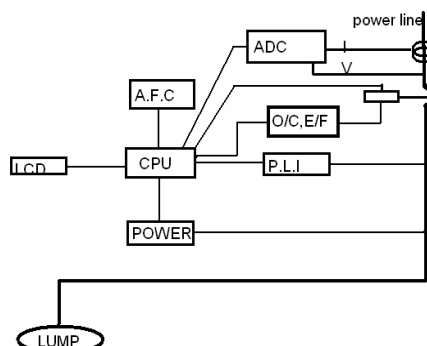 power line
ADC
I
V
A.F.C
O/C,E/F
LCD
CPU
P.L.I
POWER
LUMP